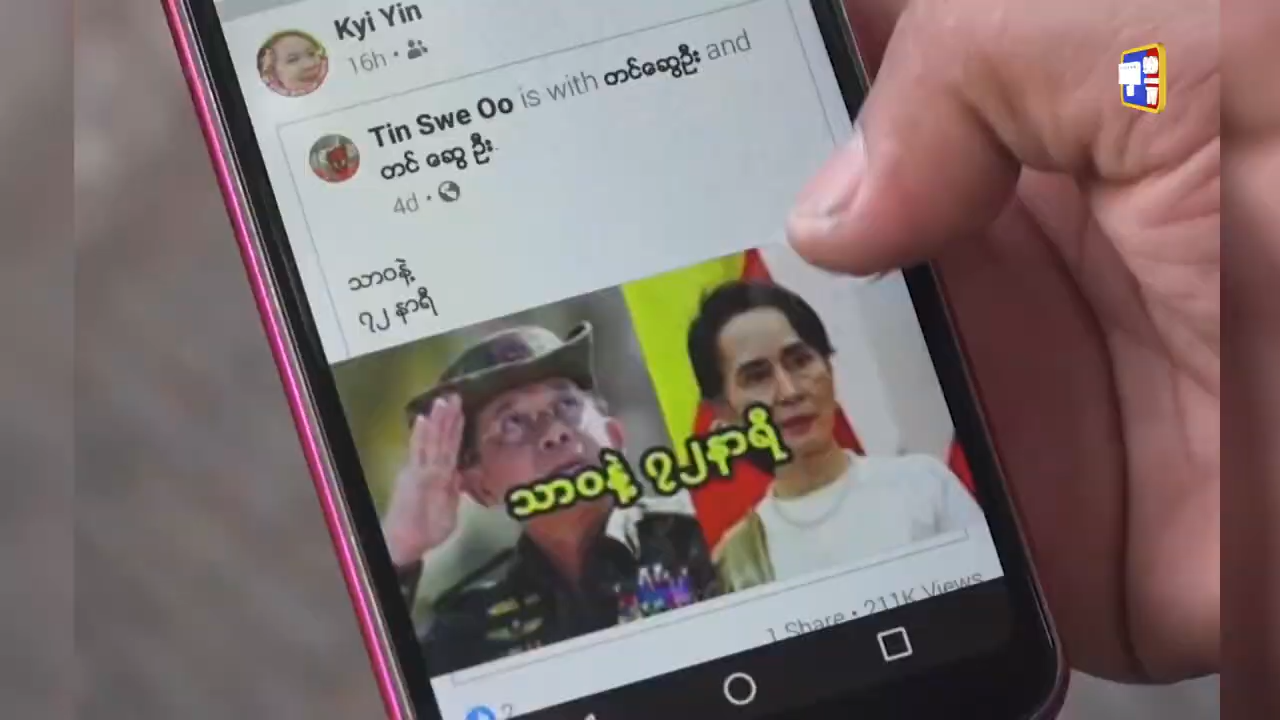 Kyi Yin
16h
Tin Swe Oo is with တင်ဆွေဦး and
တင် ဆွေ ဦး.
4d
သာဝနဲ့
၇၂ နာရီ
သာဝနဲ့ ၇၂နာရီ
1 Share · 211K Views